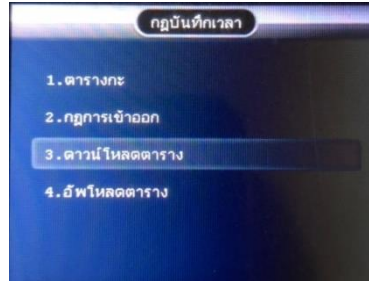 กฎบันทึกเวลา
1.ตารางกะ
2.กฎการเข้าออก
3.ดาวน์โหลดตาราง
4.อัพโหลดตาราง